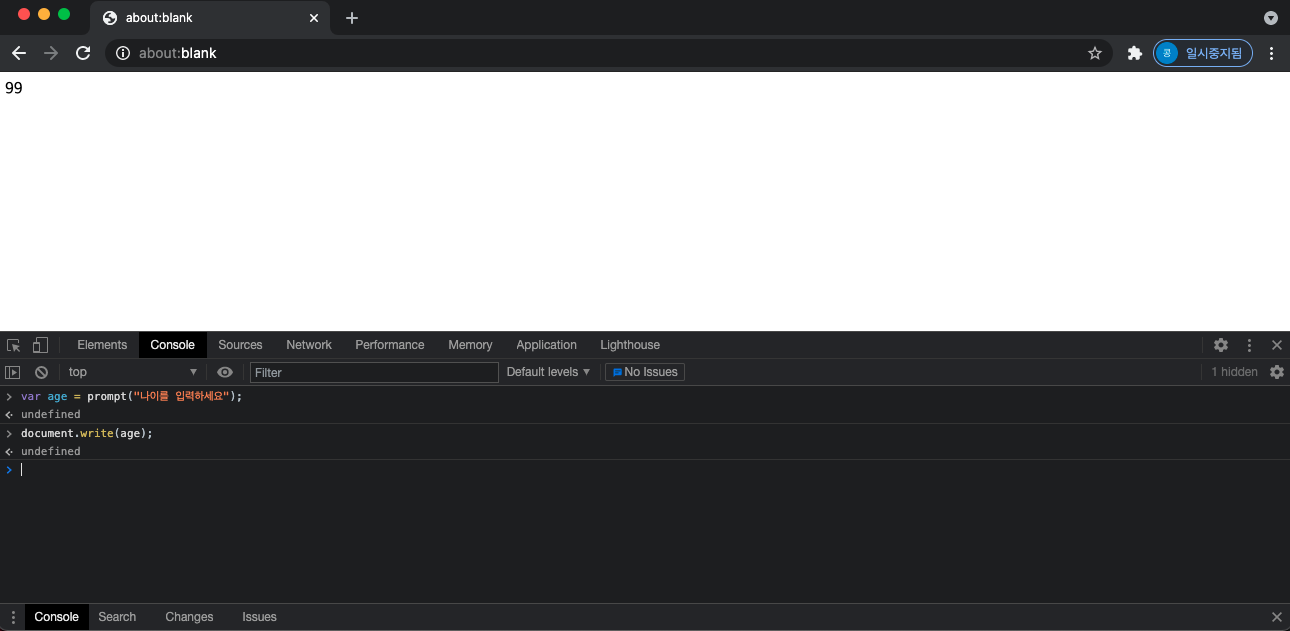 about:blank
about:blank
공 일시중지됨
99
Elements Console Sources Network Performance Memory Application Lighthouse
top Filter Default levels No Issues 1 hidden
> var age = prompt("나이를 입력하세요");
undefined
> document.write(age);
undefined
>
Console Search Changes Issues